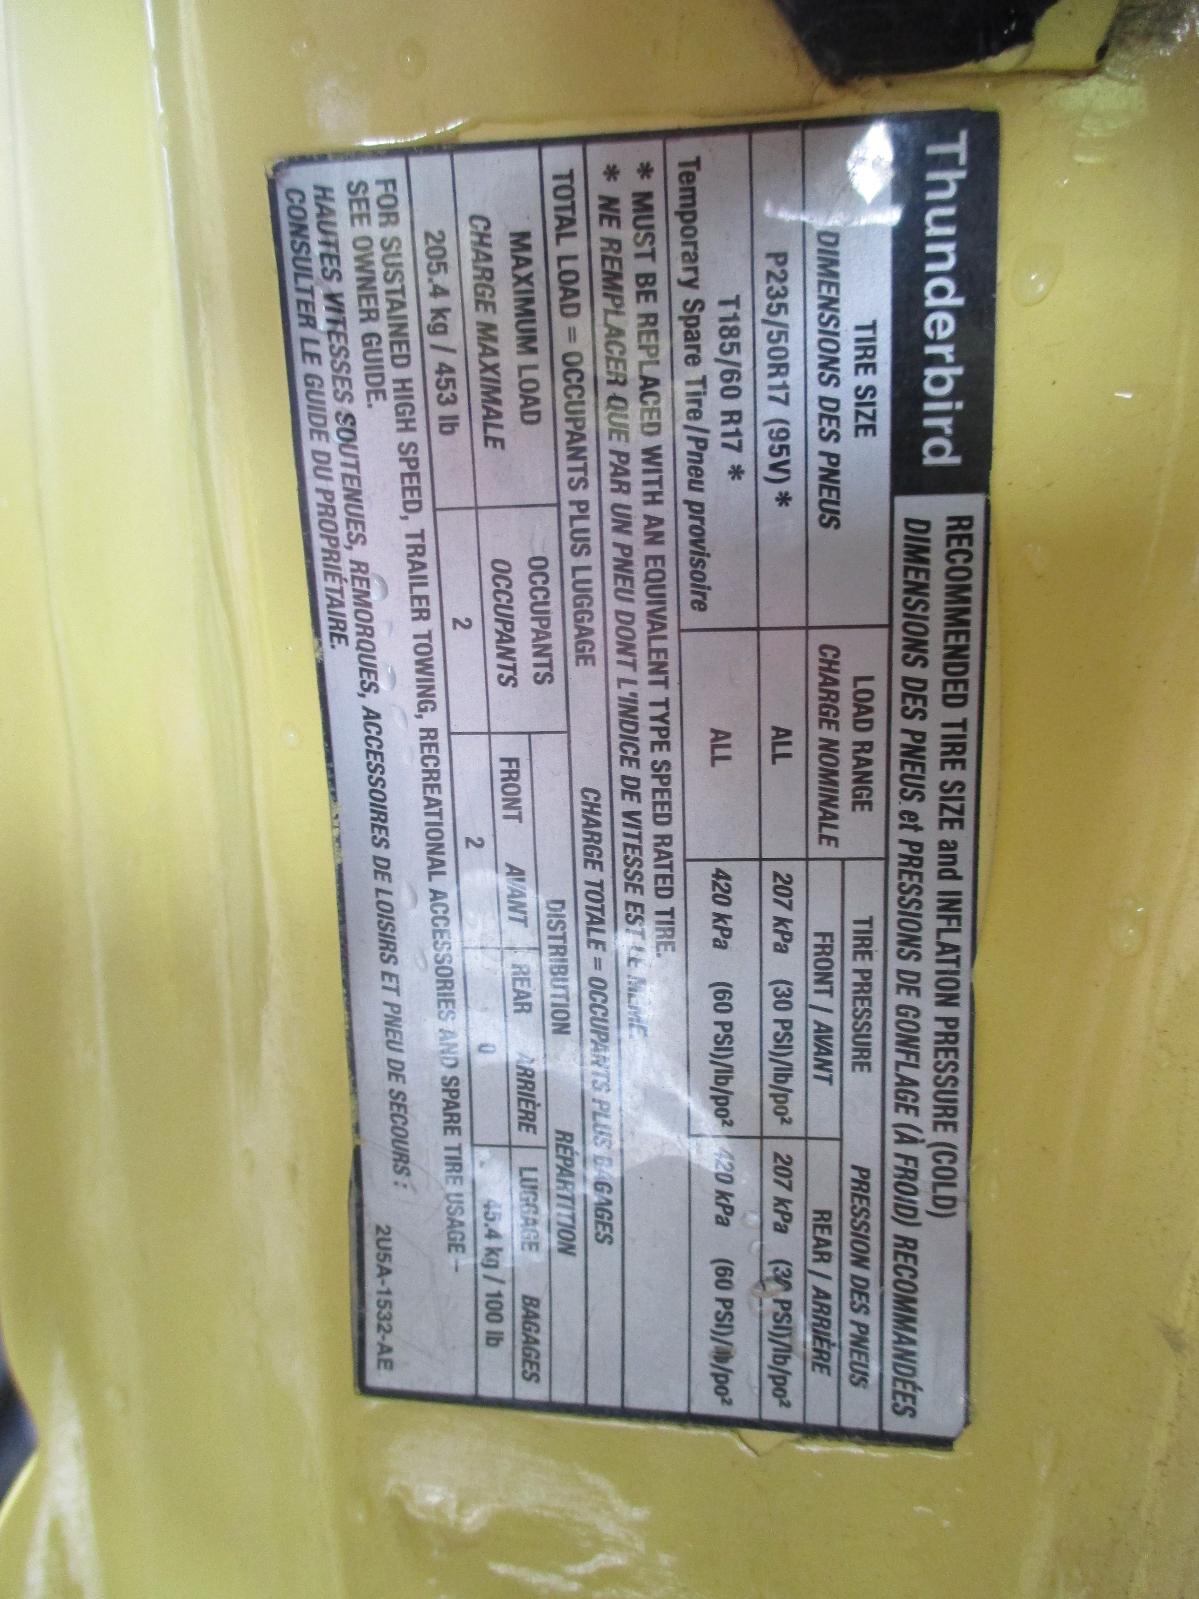 Thunderbird
RECOMMENDED TIRE SIZE and INFLATION PRESSURE (COLD)
DIMENSIONS DES PNEUS et PRESSIONS DE GONFLAGE (À FROID) RECOMMANDÉES
TIRE SIZE
DIMENSIONS DES PNEUS
LOAD RANGE
CHARGE NOMINALE
TIRE PRESSURE PRESSION DES PNEUS
FRONT / AVANT REAR / ARRIÈRE
P235/50R17 (95V) * ALL 207 kPa (30 PSI)/lb/po² 207 kPa (30 PSI)/lb/po²
T185/60 R17 * ALL 420 kPa (60 PSI)/lb/po² 420 kPa (60 PSI)/lb/po²
Temporary Spare Tire/Pneu provisoire
* MUST BE REPLACED WITH AN EQUIVALENT TYPE SPEED RATED TIRE.
* NE REMPLACER QUE PAR UN PNEU DONT L'INDICE DE VITESSE EST LE MEME.
TOTAL LOAD = OCCUPANTS PLUS LUGGAGE CHARGE TOTALE = OCCUPANTS PLUS BAGAGES
MAXIMUM LOAD
CHARGE MAXIMALE
OCCUPANTS
OCCUPANTS
DISTRIBUTION RÉPARTITION
FRONT AVANT REAR ARRIÈRE LUGGAGE BAGAGES
205.4 kg / 453 lb 2 2 0 45.4 kg / 100 lb
FOR SUSTAINED HIGH SPEED, TRAILER TOWING, RECREATIONAL ACCESSORIES AND SPARE TIRE USAGE –
SEE OWNER GUIDE.
HAUTES VITESSES SOUTENUES, REMORQUES, ACCESSOIRES DE LOISIRS ET PNEU DE SECOURS :
CONSULTER LE GUIDE DU PROPRIÉTAIRE.
2U5A-1532-AE